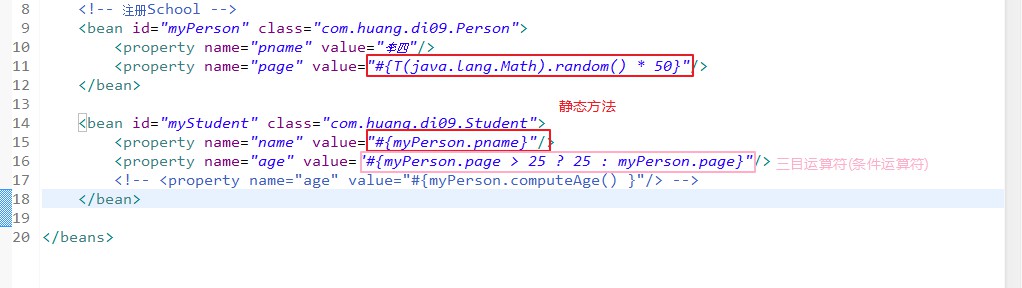 8 <!-- 注册School -->
9 <bean id="myPerson" class="com.huang.di09.Person">
10 <property name="pname" value="李四"/>
11 <property name="page" value="#{T(java.lang.Math).random() * 50}"/>
12 </bean>
13 静态方法
14 <bean id="myStudent" class="com.huang.di09.Student">
15 <property name="name" value="#{myPerson.pname}"/>
16 <property name="age" value="#{myPerson.page > 25 ? 25 : myPerson.page}"/> 三目运算符(条件运算符)
17 <!-- <property name="age" value="#{myPerson.computeAge() }"/> -->
18 </bean>
19
20 </beans>